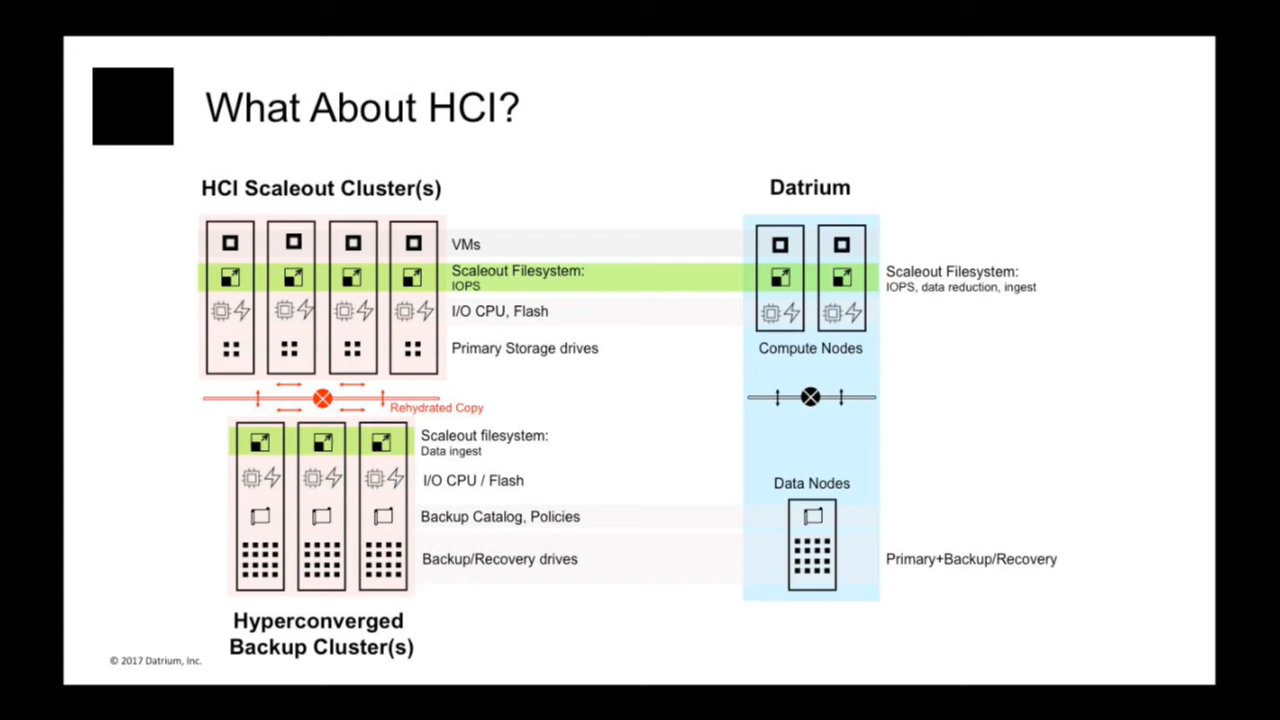 What About HCI?
HCI Scaleout Cluster(s)
Datrium
VMs
Scaleout Filesystem:
IOPS
Scaleout Filesystem:
IOPS, data reduction, ingest
I/O CPU, Flash
Primary Storage drives
Compute Nodes
Rehydrated Copy
Scaleout filesystem:
Data ingest
I/O CPU / Flash
Data Nodes
Backup Catalog, Policies
Backup/Recovery drives
Primary+Backup/Recovery
Hyperconverged
Backup Cluster(s)
© 2017 Datrium, Inc.